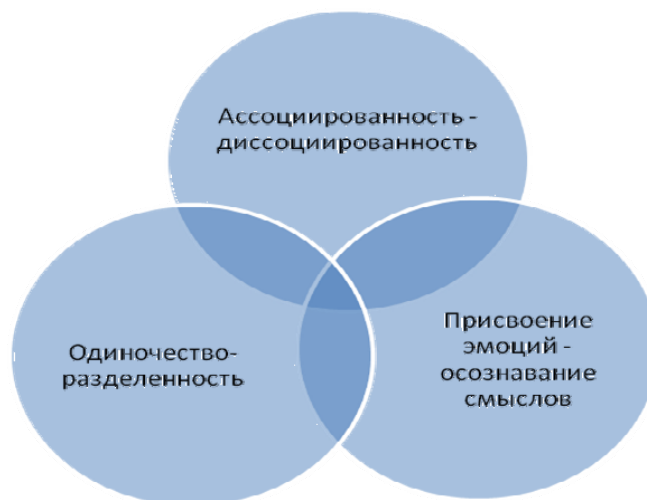 Ассоциированность -
диссоциированность
Одиночество-
разделенность
Присвоение
эмоций -
осознавание
смыслов